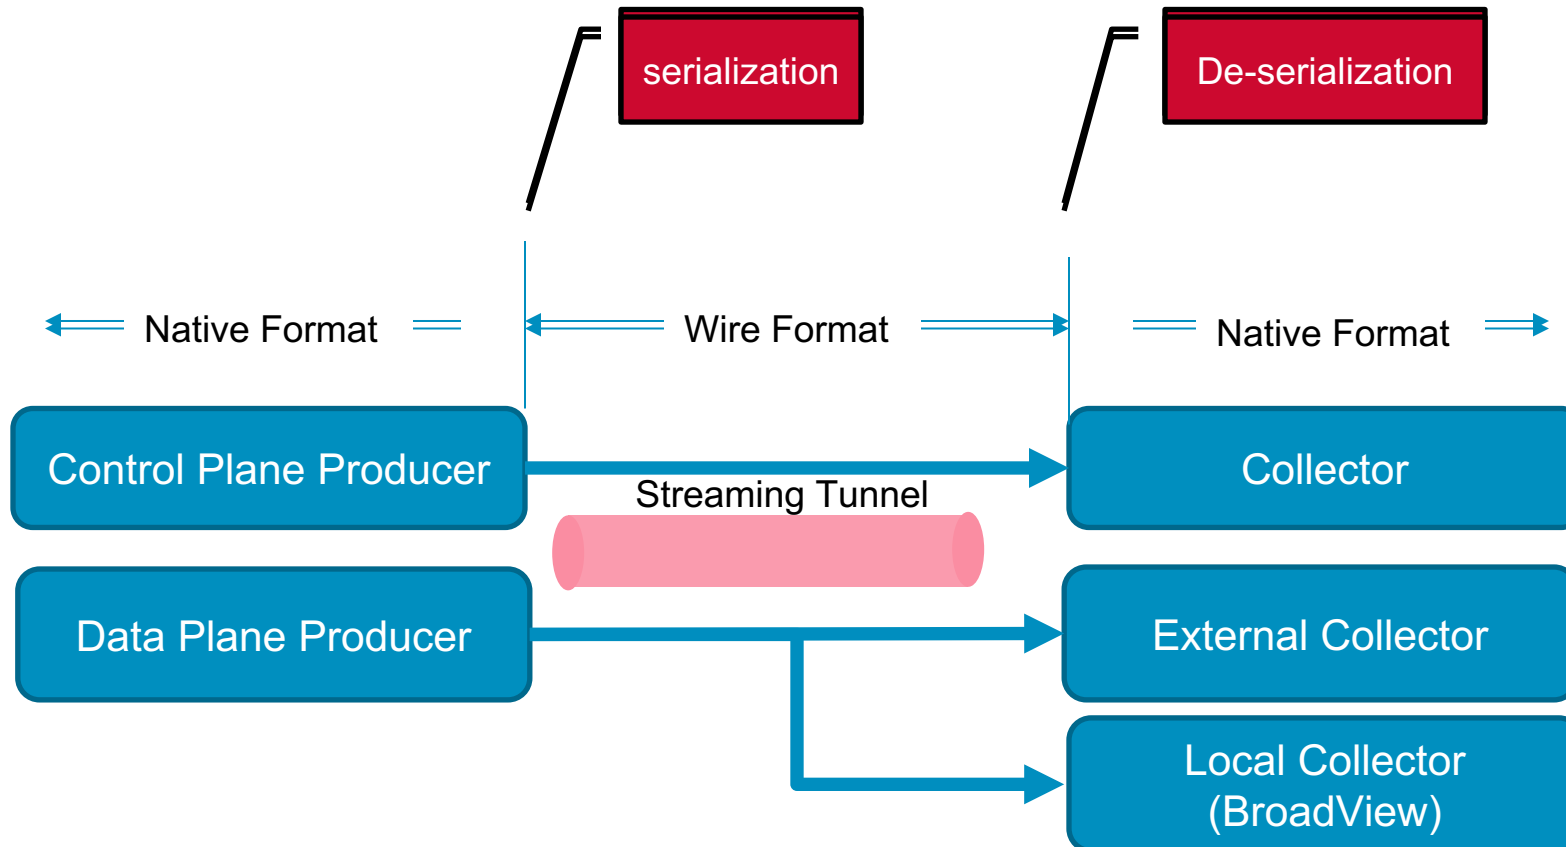 serialization
De-serialization
Native Format
Wire Format
Native Format
Control Plane Producer
Collector
Streaming Tunnel
Data Plane Producer
External Collector
Local Collector
(BroadView)